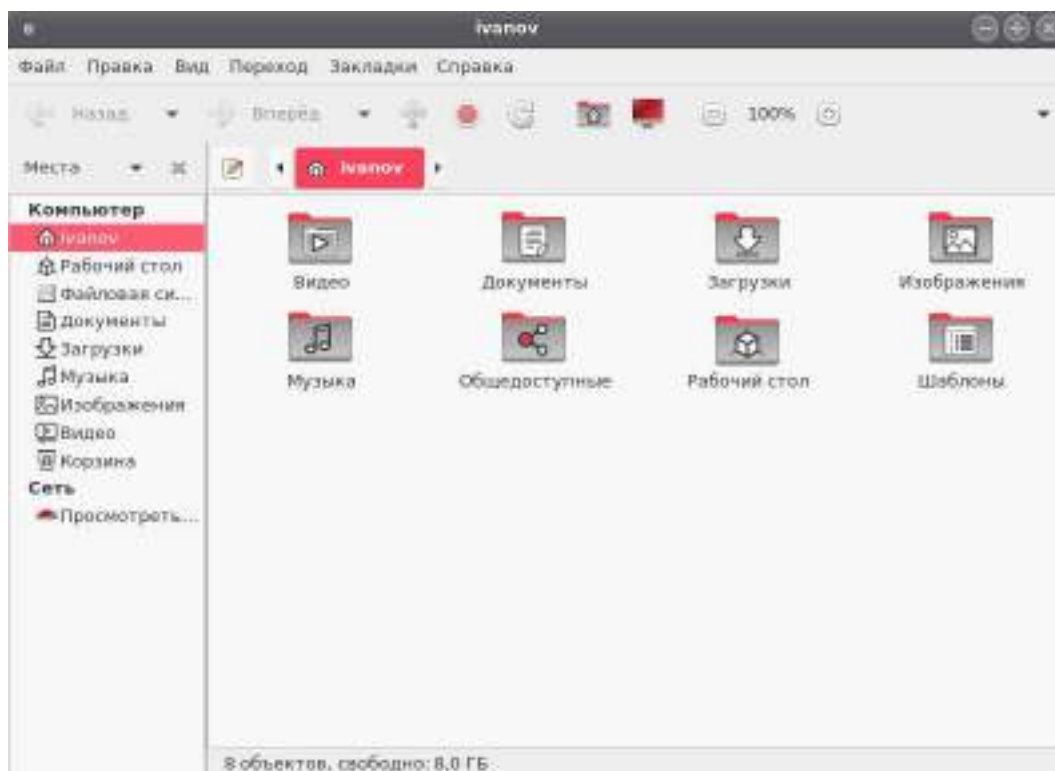 ivanov
Файл Правка Вид Переход Закладки Справка
Назад Вперёд 100%
Места ivanov
Компьютер
ivanov
Рабочий стол
Файловая си...
Документы
Загрузки
Музыка
Изображения
Видео
Корзина
Сеть
Просмотреть...
Видео Документы Загрузки Изображения
Музыка Общедоступные Рабочий стол Шаблоны
8 объектов, свободно: 8,0 ГБ